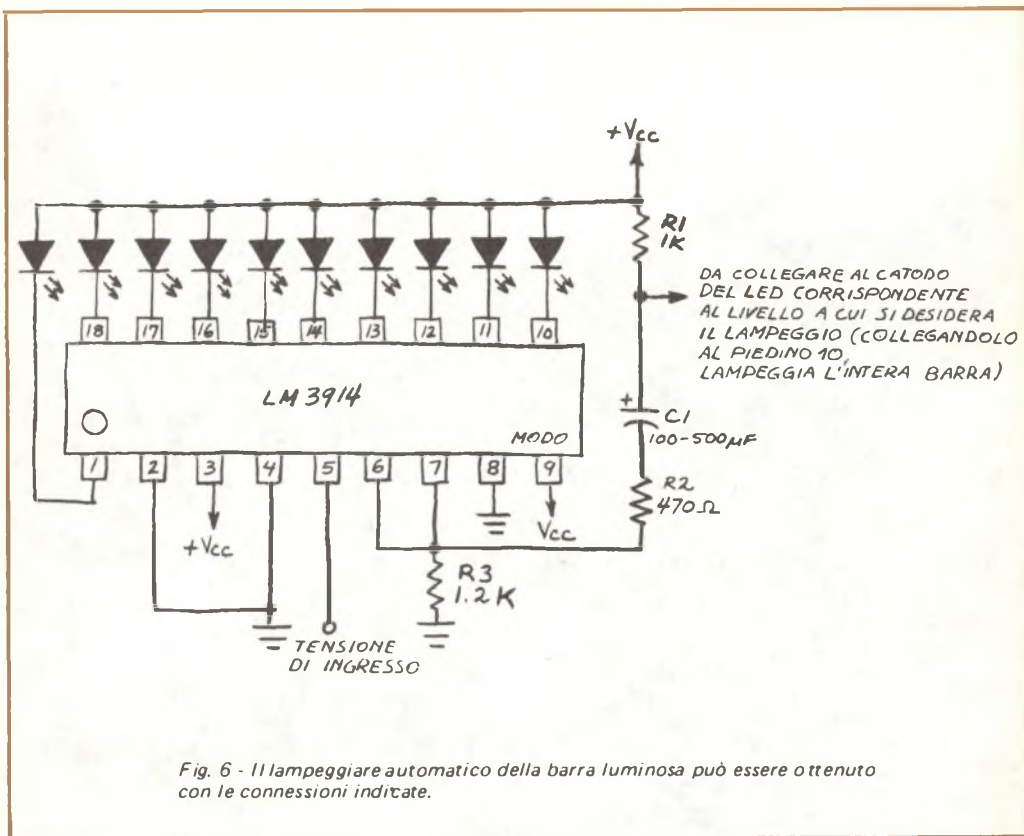 +Vcc
R1
1K
DA COLLEGARE AL CATODO
DEL LED CORRISPONDENTE
AL LIVELLO A CUI SI DESIDERA
IL LAMPEGGIO (COLLEGANDOLO
AL PIEDINO 10,
LAMPEGGIA L'INTERA BARRA)
18 17 16 15 14 13 12 11 10
LM 3914
MODO
+
C1
100-500µF
1 2 3 4 5 6 7 8 9
R2
470Ω
+Vcc
Vcc
R3
1.2K
TENSIONE
DI INGRESSO
Fig. 6 - Il lampeggiare automatico della barra luminosa può essere ottenuto
con le connessioni indicate.